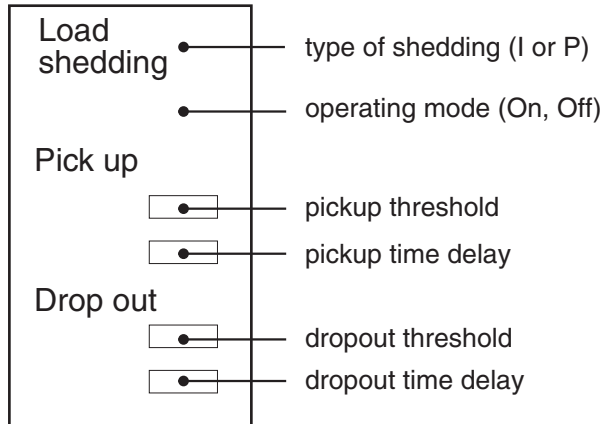 Load
shedding
type of shedding (I or P)
operating mode (On, Off)
Pick up
pickup threshold
pickup time delay
Drop out
dropout threshold
dropout time delay